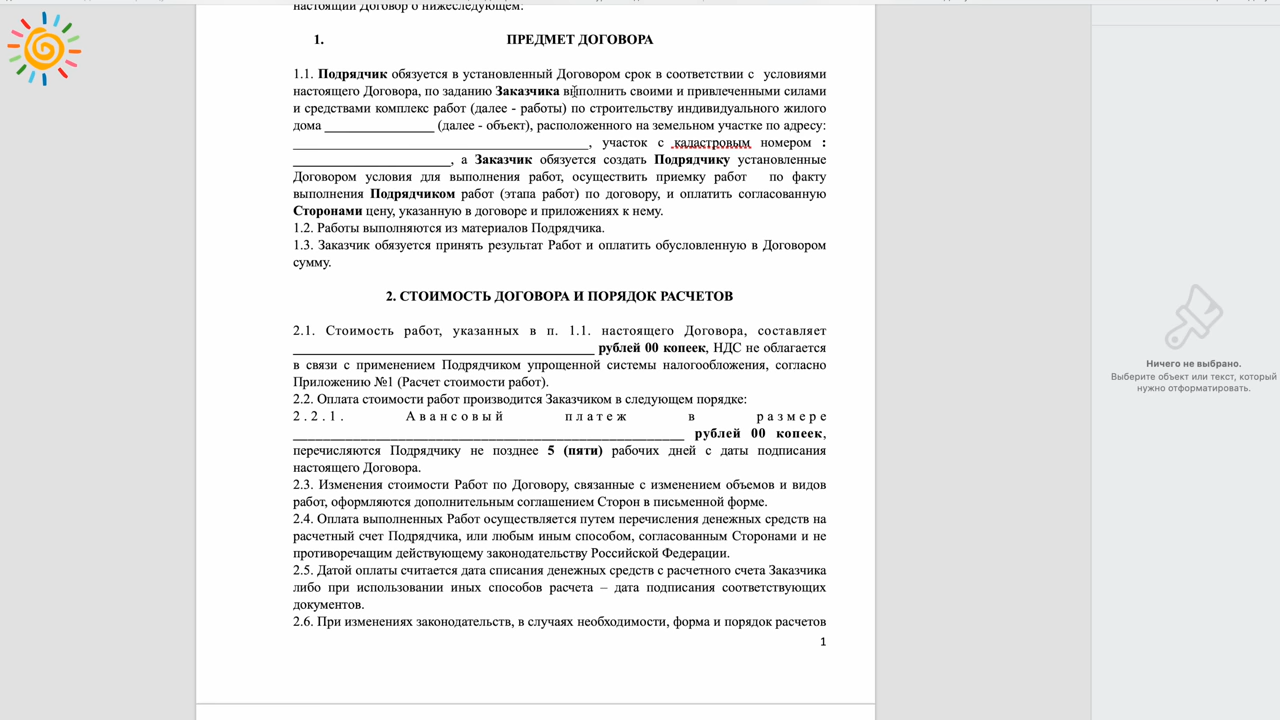 настоящий Договор о нижеследующем:
1. ПРЕДМЕТ ДОГОВОРА
1.1. Подрядчик обязуется в установленный Договором срок в соответствии с условиями
настоящего Договора, по заданию Заказчика выполнить своими и привлеченными силами
и средствами комплекс работ (далее - работы) по строительству индивидуального жилого
дома ________________ (далее - объект), расположенного на земельном участке по адресу:
____________________________________________, участок с кадастровым номером :
_______________________, а Заказчик обязуется создать Подрядчику установленные
Договором условия для выполнения работ, осуществить приемку работ по факту
выполнения Подрядчиком работ (этапа работ) по договору, и оплатить согласованную
Сторонами цену, указанную в договоре и приложениях к нему.
1.2. Работы выполняются из материалов Подрядчика.
1.3. Заказчик обязуется принять результат Работ и оплатить обусловленную в Договором
сумму.
2. СТОИМОСТЬ ДОГОВОРА И ПОРЯДОК РАСЧЕТОВ
2.1. Стоимость работ, указанных в п. 1.1. настоящего Договора, составляет
_____________________________________________ рублей 00 копеек, НДС не облагается
в связи с применением Подрядчиком упрощенной системы налогообложения, согласно
Приложению №1 (Расчет стоимости работ).
2.2. Оплата стоимости работ производится Заказчиком в следующем порядке:
2.2.1. Авансовый платеж в размере
__________________________________________________________ рублей 00 копеек,
перечисляются Подрядчику не позднее 5 (пяти) рабочих дней с даты подписания
настоящего Договора.
2.3. Изменения стоимости Работ по Договору, связанные с изменением объемов и видов
работ, оформляются дополнительным соглашением Сторон в письменной форме.
2.4. Оплата выполненных Работ осуществляется путем перечисления денежных средств на
расчетный счет Подрядчика, или любым иным способом, согласованным Сторонами и не
противоречащим действующему законодательству Российской Федерации.
2.5. Датой оплаты считается дата списания денежных средств с расчетного счета Заказчика
либо при использовании иных способов расчета – дата подписания соответствующих
документов.
2.6. При изменениях законодательств, в случаях необходимости, форма и порядок расчетов
1
Ничего не выбрано.
Выберите объект или текст, который
нужно отформатировать.